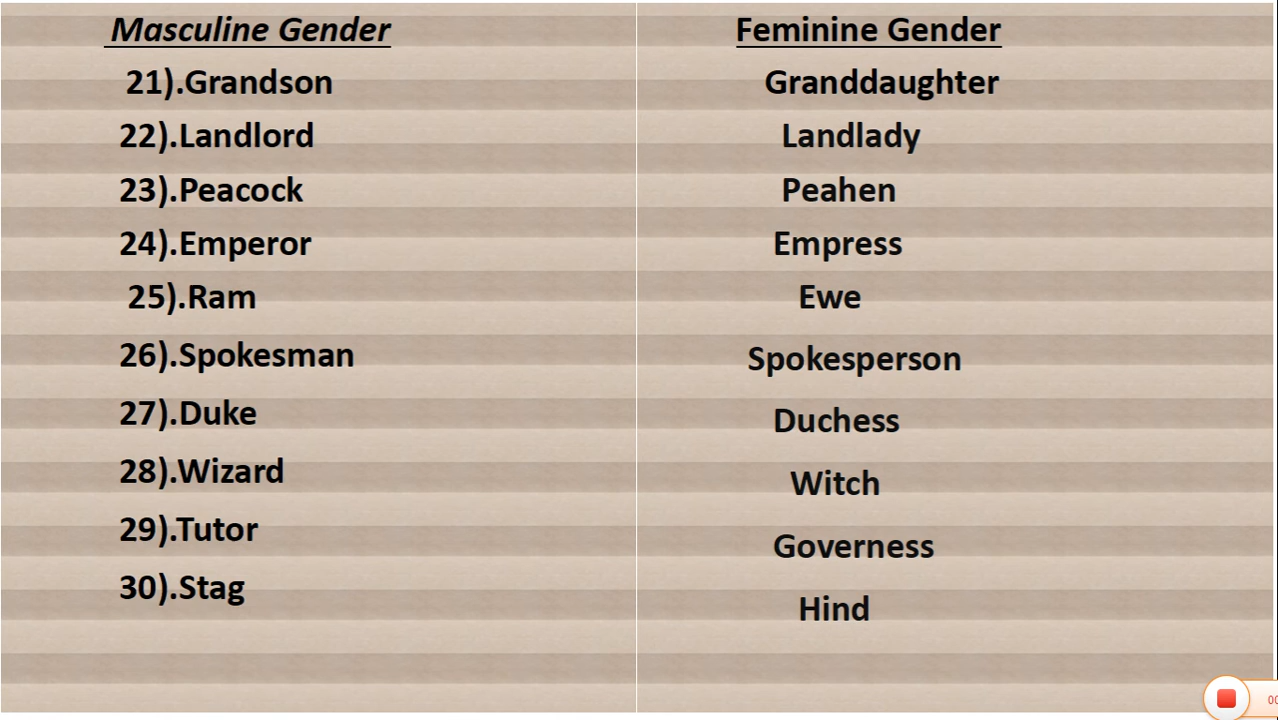 Masculine Gender
Feminine Gender
21).Grandson
Granddaughter
22).Landlord
Landlady
23).Peacock
Peahen
24).Emperor
Empress
25).Ram
Ewe
26).Spokesman
Spokesperson
27).Duke
Duchess
28).Wizard
Witch
29).Tutor
Governess
30).Stag
Hind
00